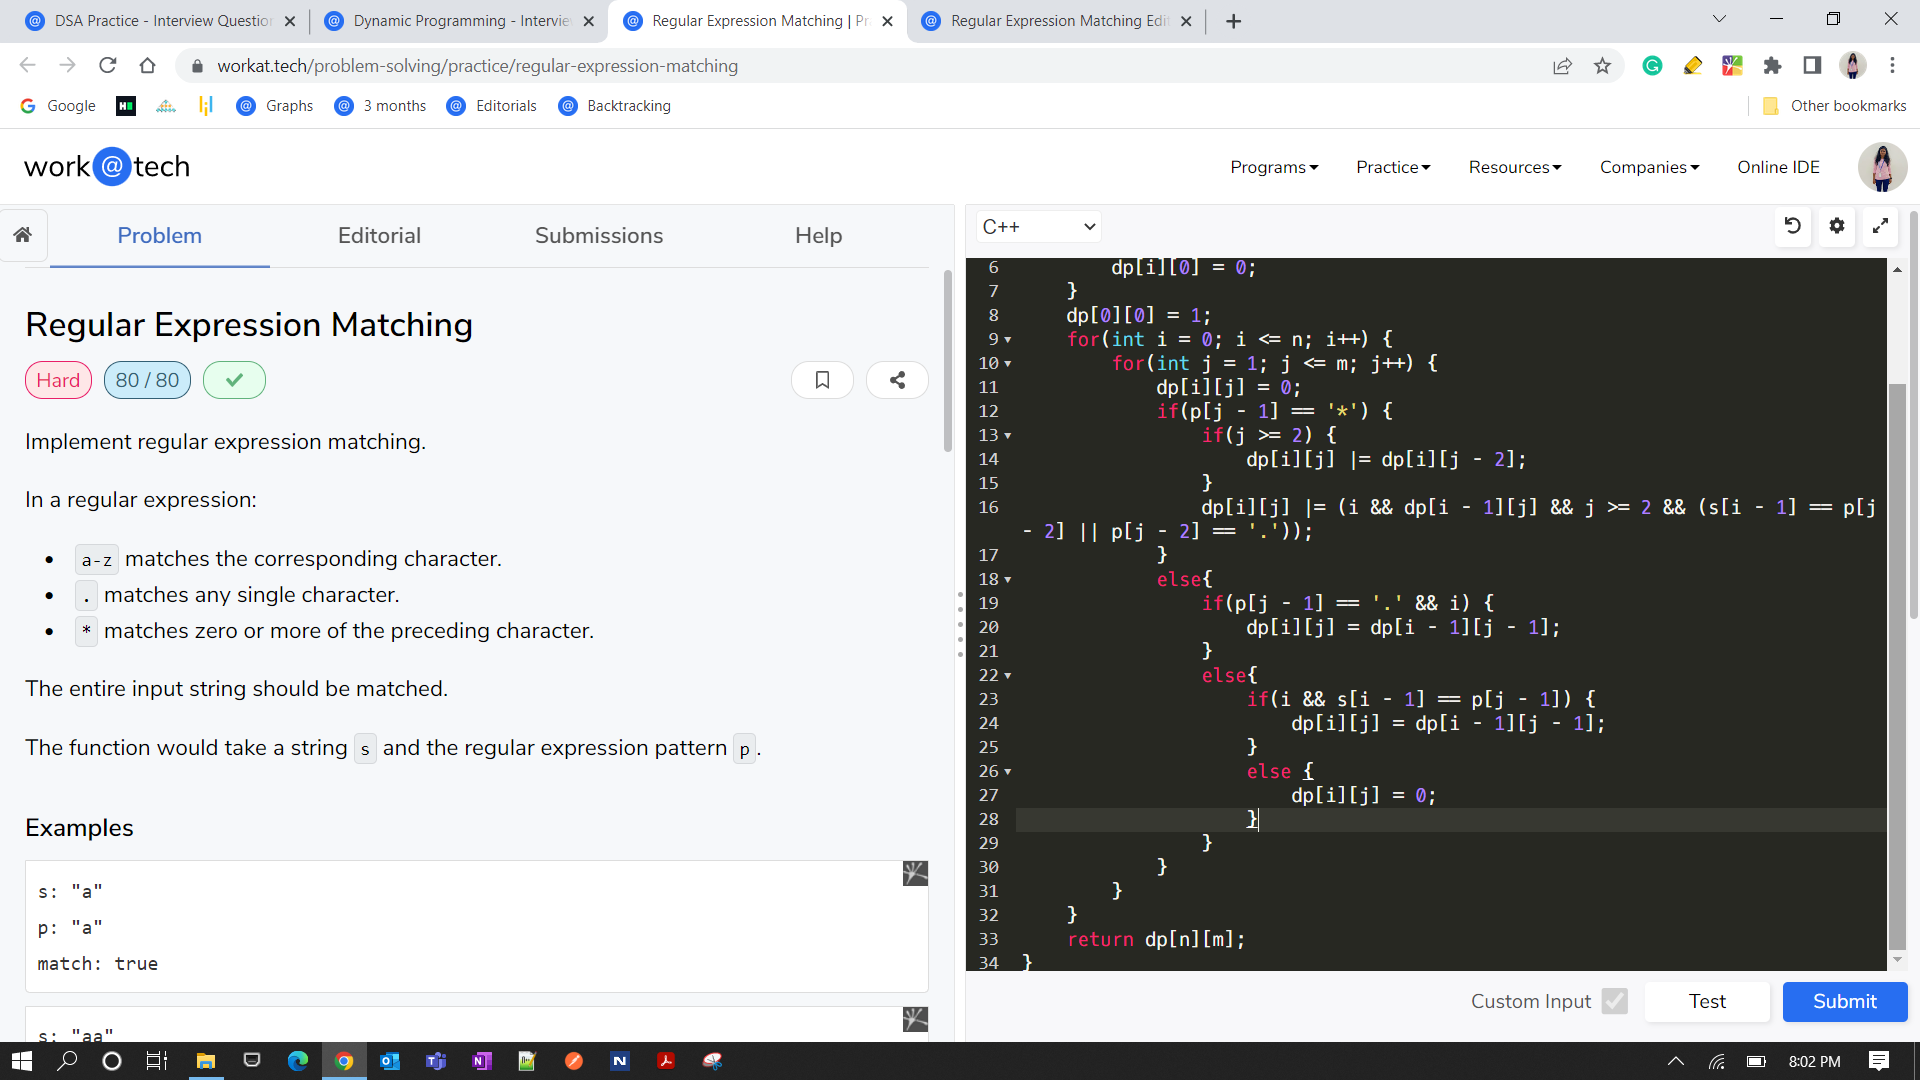 DSA Practice - Interview Question
Dynamic Programming - Intervie
Regular Expression Matching | Pr
Regular Expression Matching Edit
workat.tech/problem-solving/practice/regular-expression-matching
Google
Graphs
3 months
Editorials
Backtracking
Other bookmarks
work@tech
Programs
Practice
Resources
Companies
Online IDE
Problem
Editorial
Submissions
Help
Regular Expression Matching
Hard
80 / 80
Implement regular expression matching.
In a regular expression:
• a-z matches the corresponding character.
• . matches any single character.
• * matches zero or more of the preceding character.
The entire input string should be matched.
The function would take a string s and the regular expression pattern p.
Examples
s: "a"
p: "a"
match: true
s: "aa"
C++
6 dp[i][0] = 0;
7 }
8 dp[0][0] = 1;
9 for(int i = 0; i <= n; i++) {
10 for(int j = 1; j <= m; j++) {
11 dp[i][j] = 0;
12 if(p[j - 1] == '*') {
13 if(j >= 2) {
14 dp[i][j] |= dp[i][j - 2];
15 }
16 dp[i][j] |= (i && dp[i - 1][j] && j >= 2 && (s[i - 1] == p[j
- 2] || p[j - 2] == '.'));
17 }
18 else{
19 if(p[j - 1] == '.' && i) {
20 dp[i][j] = dp[i - 1][j - 1];
21 }
22 else{
23 if(i && s[i - 1] == p[j - 1]) {
24 dp[i][j] = dp[i - 1][j - 1];
25 }
26 else {
27 dp[i][j] = 0;
28 }
29 }
30 }
31 }
32 }
33 return dp[n][m];
34 }
Custom Input
Test
Submit
8:02 PM